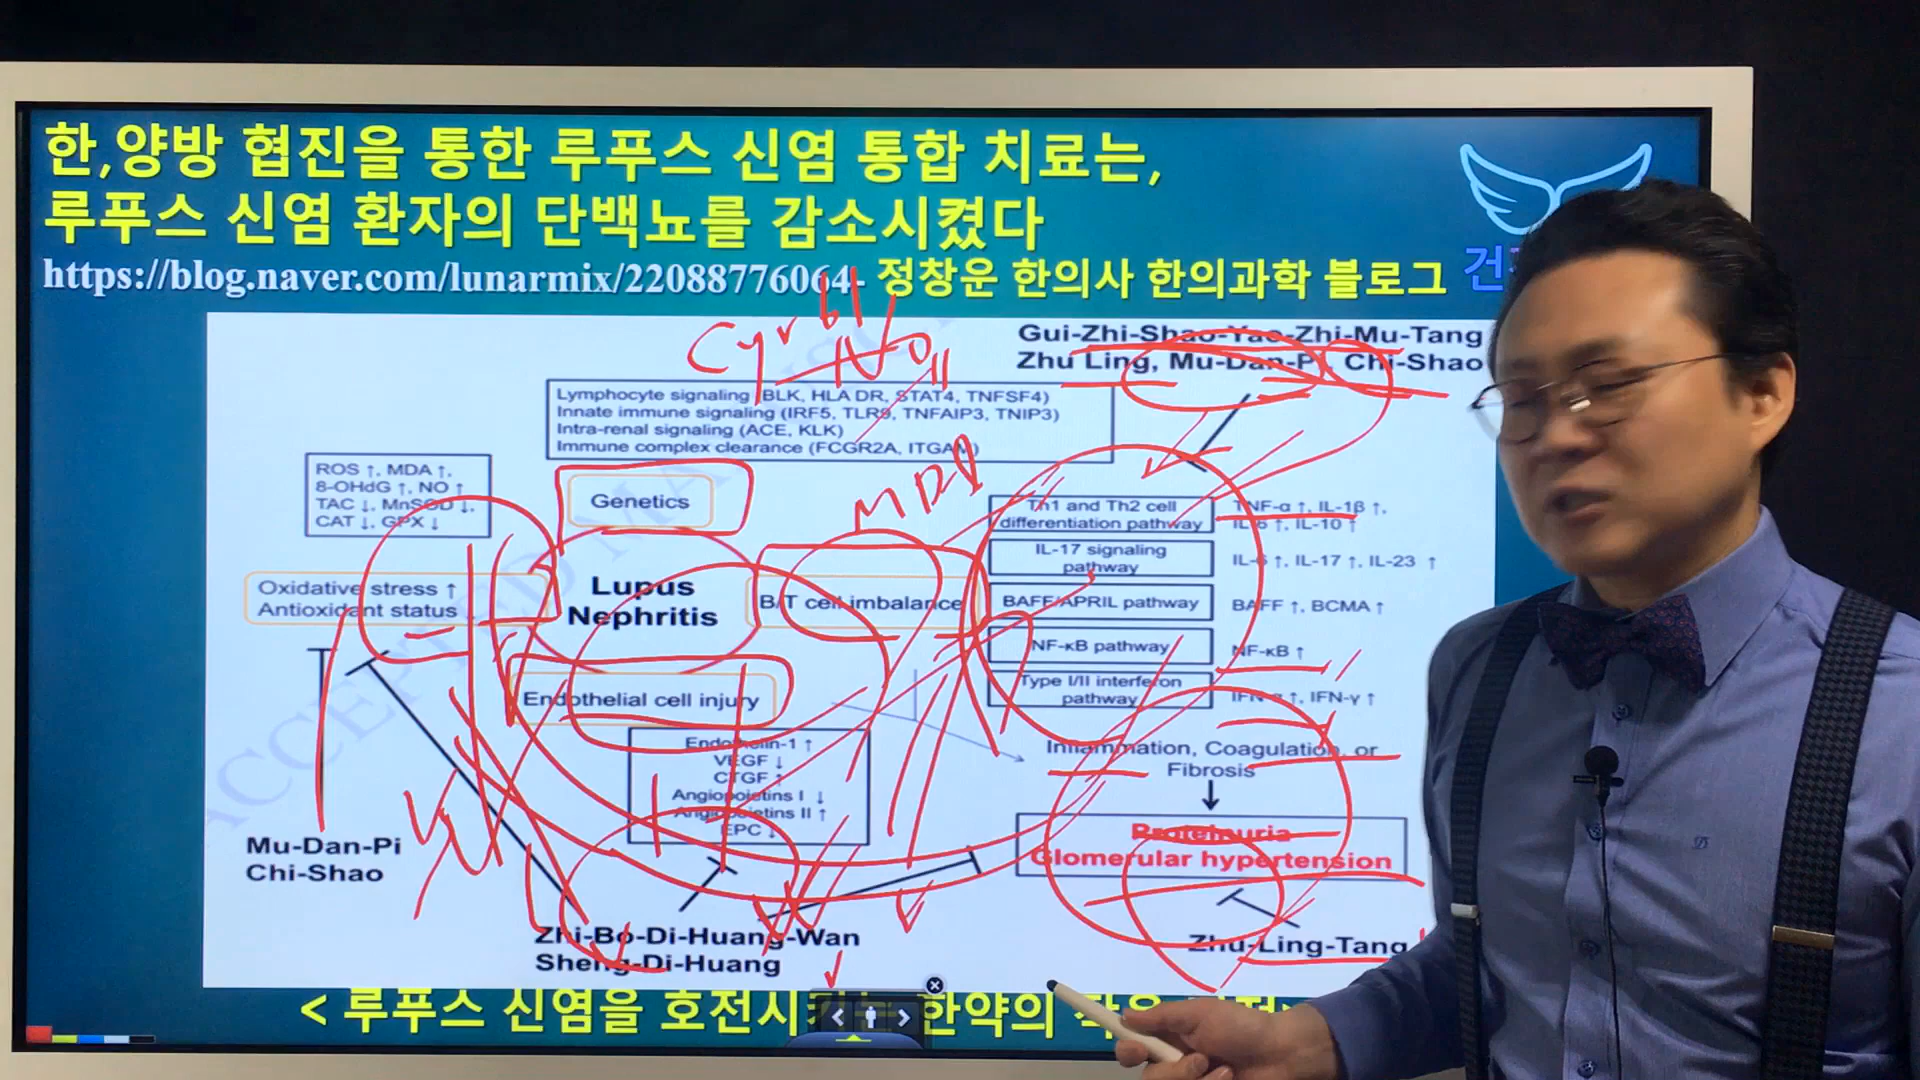 한,양방 협진을 통한 루푸스 신염 통합 치료는,
루푸스 신염 환자의 단백뇨를 감소시켰다
https://blog.naver.com/lunarmix/22088776064- 정창운 한의사 한의과학 블로그
Gui-Zhi-Shao-Yao-Zhi-Mu-Tang
Zhu Ling, Mu-Dan-Pi, Chi-Shao
Lymphocyte signaling (BLK, HLA DR, STAT4, TNFSF4)
Innate immune signaling (IRF5, TLR9, TNFAIP3, TNIP3)
Intra-renal signaling (ACE, KLK)
Immune complex clearance (FCGR2A, ITGAM)
ROS ↑, MDA ↑,
8-OHdG ↑, NO ↑
TAC ↓, MnSOD ↓,
CAT ↓, GPX ↓
Genetics
Oxidative stress ↑
Antioxidant status
Lupus
Nephritis
B/T cell imbalance
Endothelial cell injury
Endothelin-1 ↑
VEGF ↓
CTGF ↑
Angiopoietins I ↓
Angiopoietins II ↑
EPC ↓
Th1 and Th2 cell
differentiation pathway
TNF-α ↑, IL-1β ↑,
IL-6 ↑, IL-10 ↑
IL-17 signaling
pathway
IL-6 ↑, IL-17 ↑, IL-23 ↑
BAFF/APRIL pathway
BAFF ↑, BCMA ↑
NF-κB pathway
NF-κB ↑
Type I/II interferon
pathway
IFN-α ↑, IFN-γ ↑
Inflammation, Coagulation, or
Fibrosis
Proteinuria
Glomerular hypertension
Mu-Dan-Pi
Chi-Shao
Zhi-Bo-Di-Huang-Wan
Sheng-Di-Huang
Zhu-Ling-Tang
ACCEPTED
< 루푸스 신염을 호전시 한약의